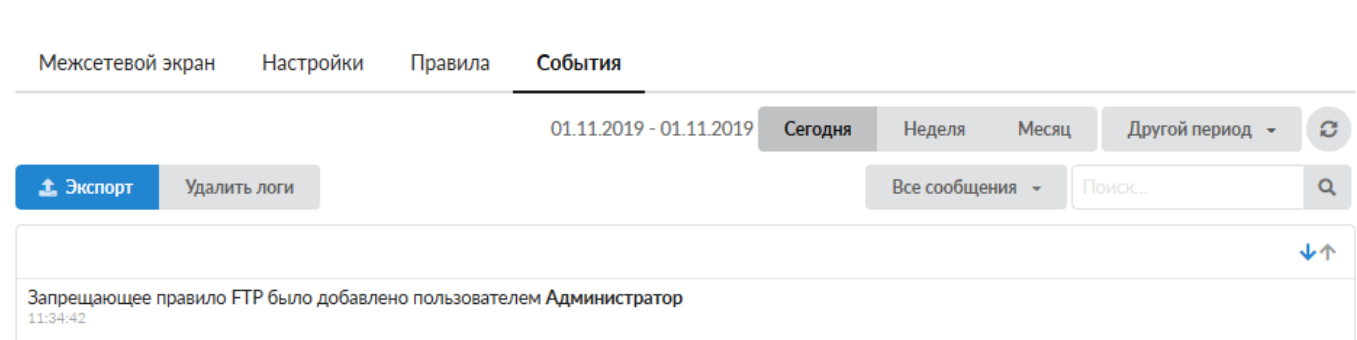 Межсетевой экран Настройки Правила События
01.11.2019 - 01.11.2019 Сегодня Неделя Месяц Другой период
Экспорт Удалить логи Все сообщения Поиск...
Запрещающее правило FTP было добавлено пользователем Администратор
11:34:42